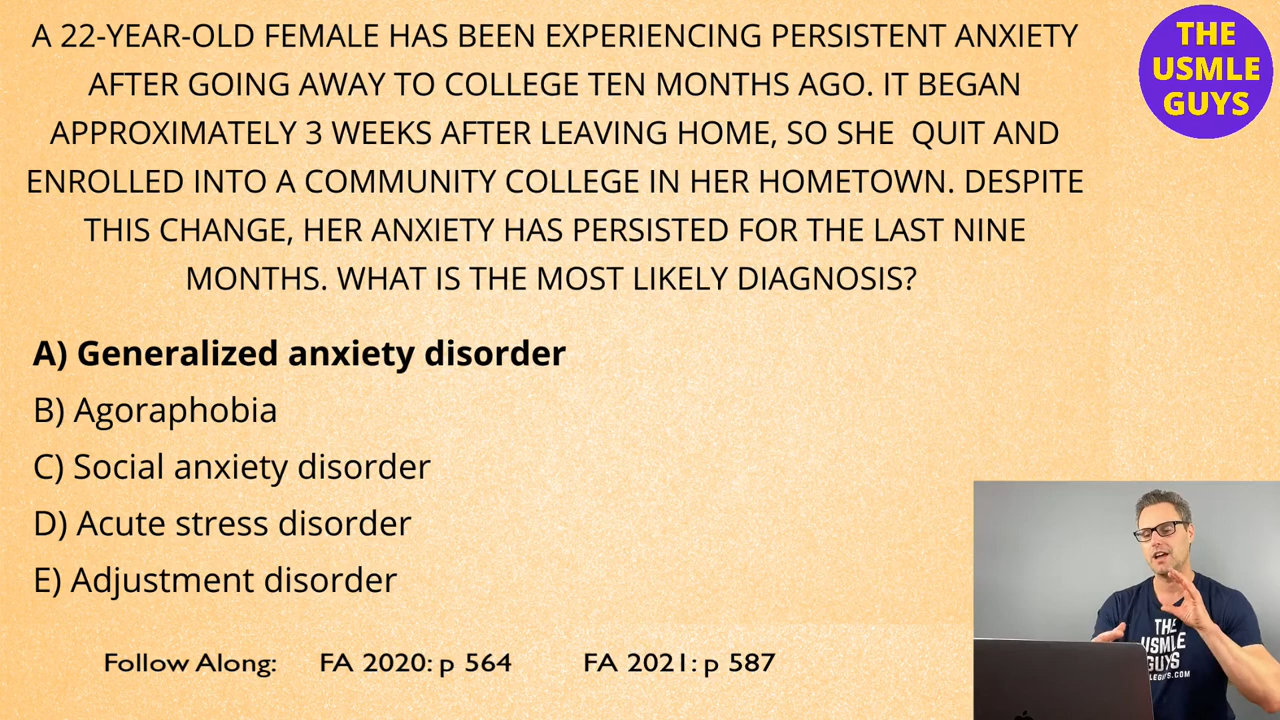 A 22-YEAR-OLD FEMALE HAS BEEN EXPERIENCING PERSISTENT ANXIETY
AFTER GOING AWAY TO COLLEGE TEN MONTHS AGO. IT BEGAN
APPROXIMATELY 3 WEEKS AFTER LEAVING HOME, SO SHE QUIT AND
ENROLLED INTO A COMMUNITY COLLEGE IN HER HOMETOWN. DESPITE
THIS CHANGE, HER ANXIETY HAS PERSISTED FOR THE LAST NINE
MONTHS. WHAT IS THE MOST LIKELY DIAGNOSIS?
THE
USMLE
GUYS
A) Generalized anxiety disorder
B) Agoraphobia
C) Social anxiety disorder
D) Acute stress disorder
E) Adjustment disorder
Follow Along: FA 2020: p 564 FA 2021: p 587
THE
USMLE
GUYS